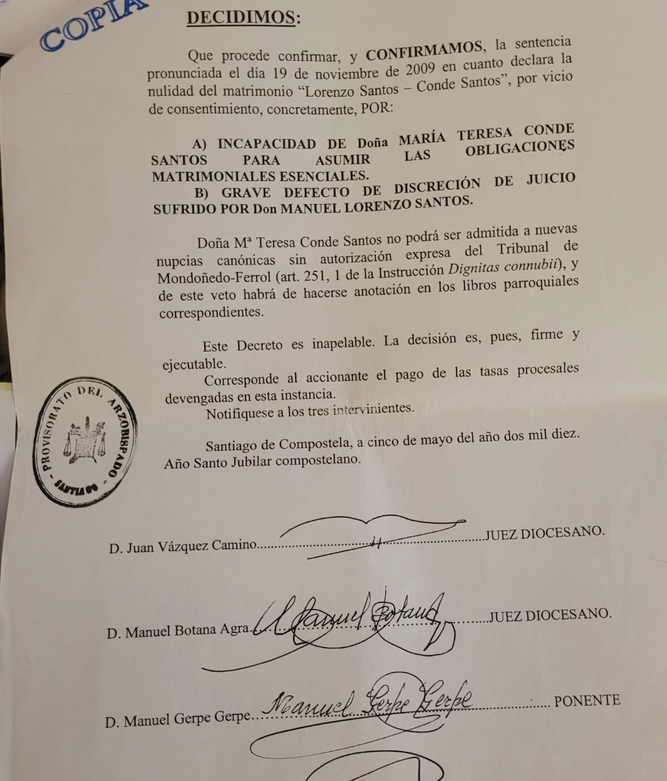 COPIA
DECIDIMOS:
Que procede confirmar, y CONFIRMAMOS, la sentencia
pronunciada el día 19 de noviembre de 2009 en cuanto declara la
nulidad del matrimonio “Lorenzo Santos – Conde Santos”, por vicio
de consentimiento, concretamente, POR:
A) INCAPACIDAD DE Doña MARÍA TERESA CONDE
SANTOS PARA ASUMIR LAS OBLIGACIONES
MATRIMONIALES ESENCIALES.
B) GRAVE DEFECTO DE DISCRECIÓN DE JUICIO
SUFRIDO POR Don MANUEL LORENZO SANTOS.
Doña Mª Teresa Conde Santos no podrá ser admitida a nuevas
nupcias canónicas sin autorización expresa del Tribunal de
Mondoñedo-Ferrol (art. 251, 1 de la Instrucción Dignitas connubii), y
de este veto habrá de hacerse anotación en los libros parroquiales
correspondientes.
Este Decreto es inapelable. La decisión es, pues, firme y
ejecutable.
Corresponde al accionante el pago de las tasas procesales
devengadas en esta instancia.
Notifiquese a los tres intervinientes.
PROVISORATO DEL ARZOBISPADO
- SANTIAGO -
Santiago de Compostela, a cinco de mayo del año dos mil diez.
Año Santo Jubilar compostelano.
D. Juan Vázquez Camino..........JUEZ DIOCESANO.
D. Manuel Botana Agra. Manuel Botana ..........JUEZ DIOCESANO.
D. Manuel Gerpe Gerpe. Manuel Gerpe Gerpe .......... PONENTE